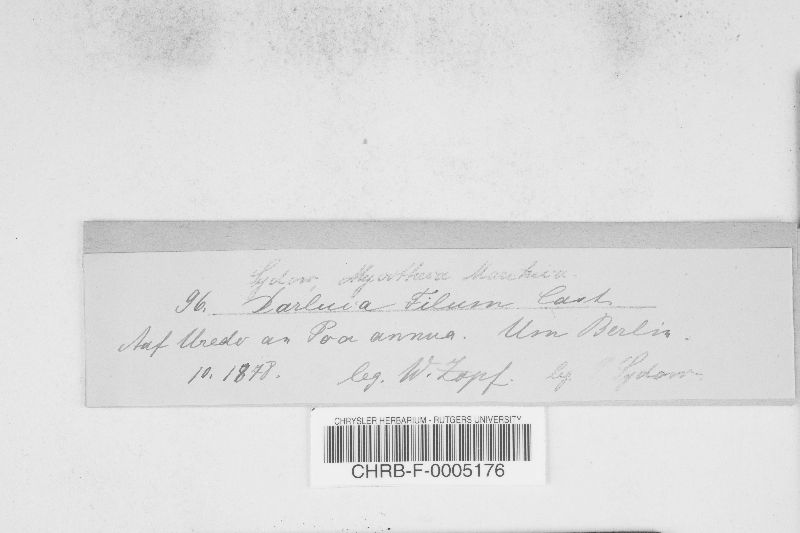 Sydow, Mycotheca Marchica.
96. Darluca Filum Cast.
Auf Uredo an Poa annua. Um Berlin.
10. 1878. leg. W. Zopf. leg. Sydow.
CHRYSLER HERBARIUM - RUTGERS UNIVERSITY
CHRB-F-0005176